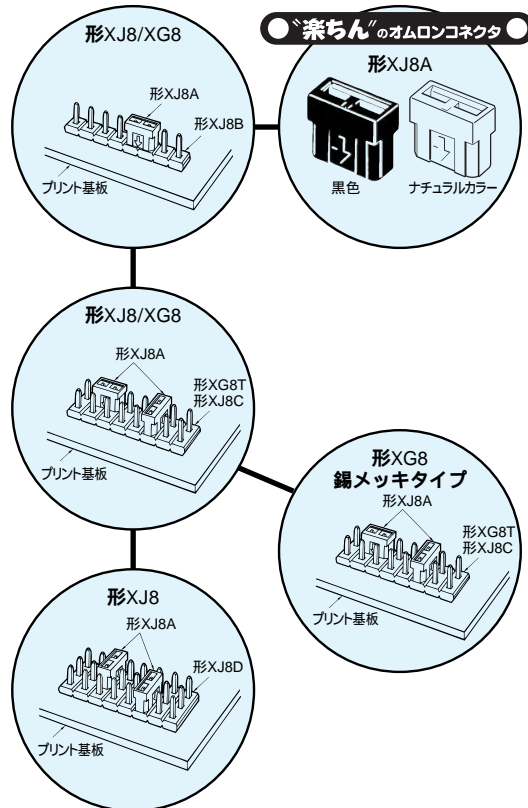 ●〝楽ちん〟のオムロンコネクタ●
形XJ8/XG8
形XJ8A
形XJ8B
プリント基板
形XJ8A
黒色
ナチュラルカラー
形XJ8/XG8
形XJ8A
形XG8T
形XJ8C
プリント基板
形XG8
錫メッキタイプ
形XJ8A
形XG8T
形XJ8C
プリント基板
形XJ8
形XJ8A
形XJ8D
プリント基板